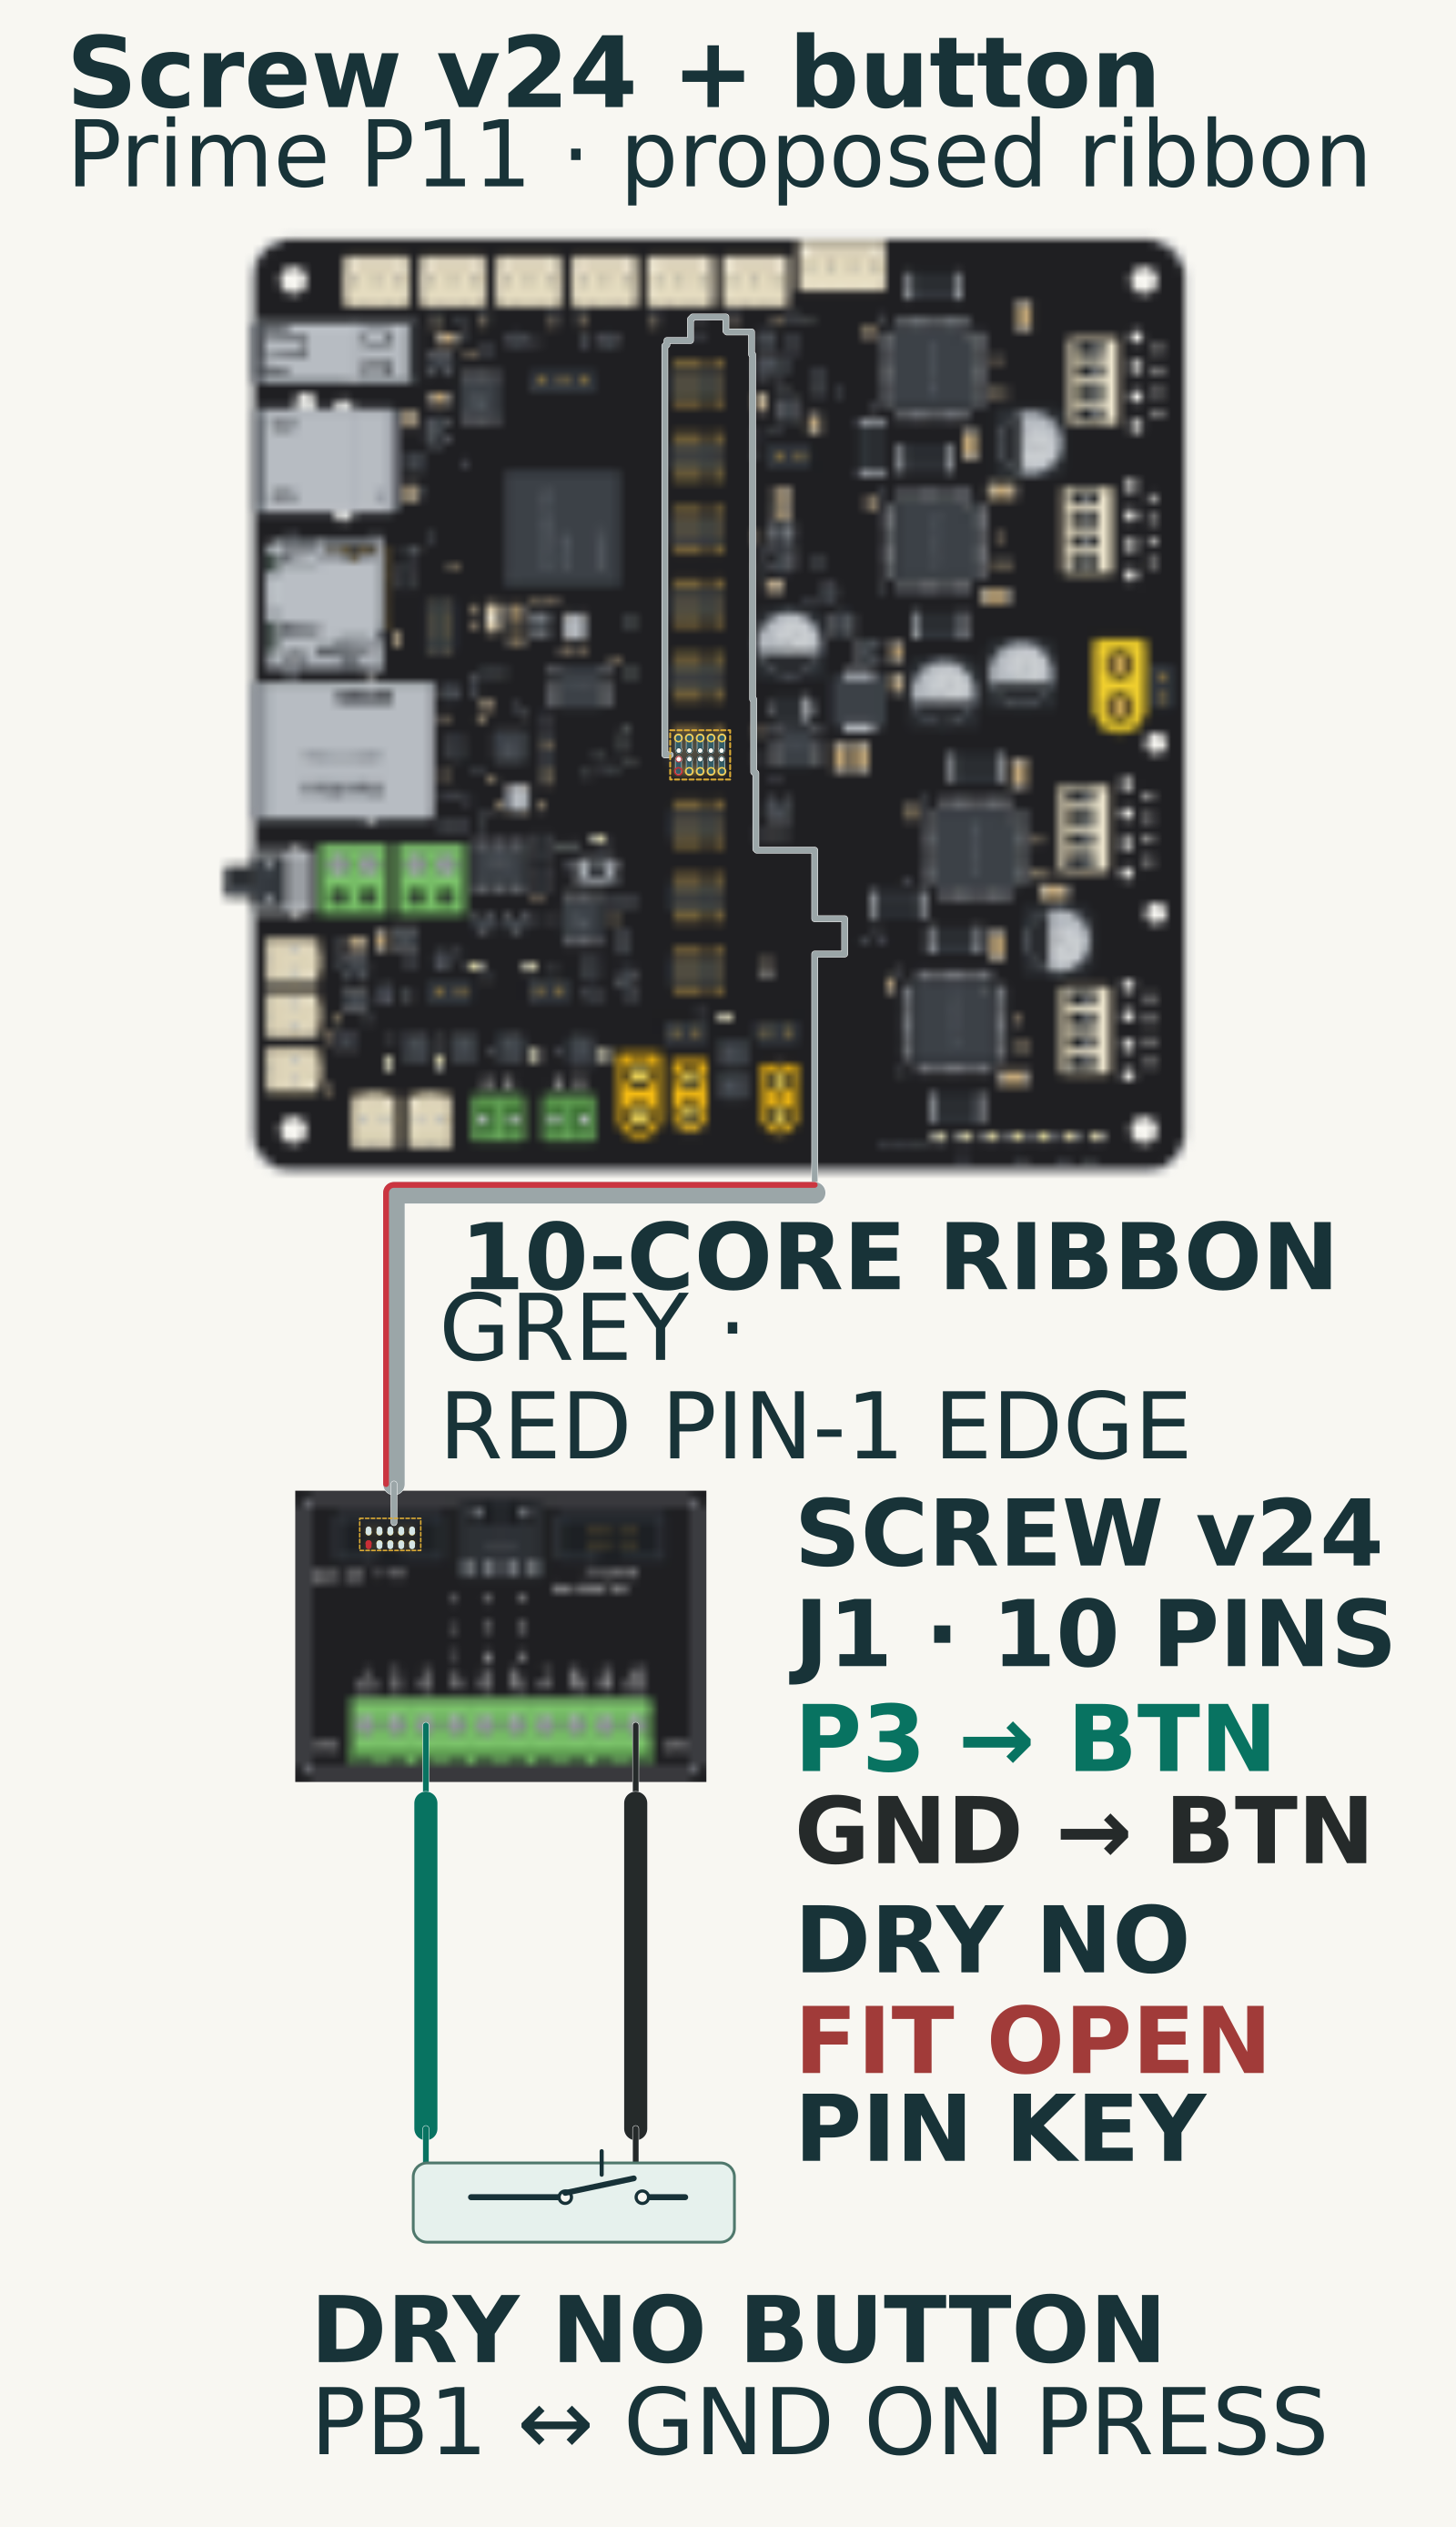 Screw v24 + button
Prime P11 · proposed ribbon
10-CORE RIBBON
GREY ·
RED PIN-1 EDGE
SCREW v24
J1 · 10 PINS
P3 → BTN
GND → BTN
DRY NO
FIT OPEN
PIN KEY
DRY NO BUTTON
PB1 ↔ GND ON PRESS